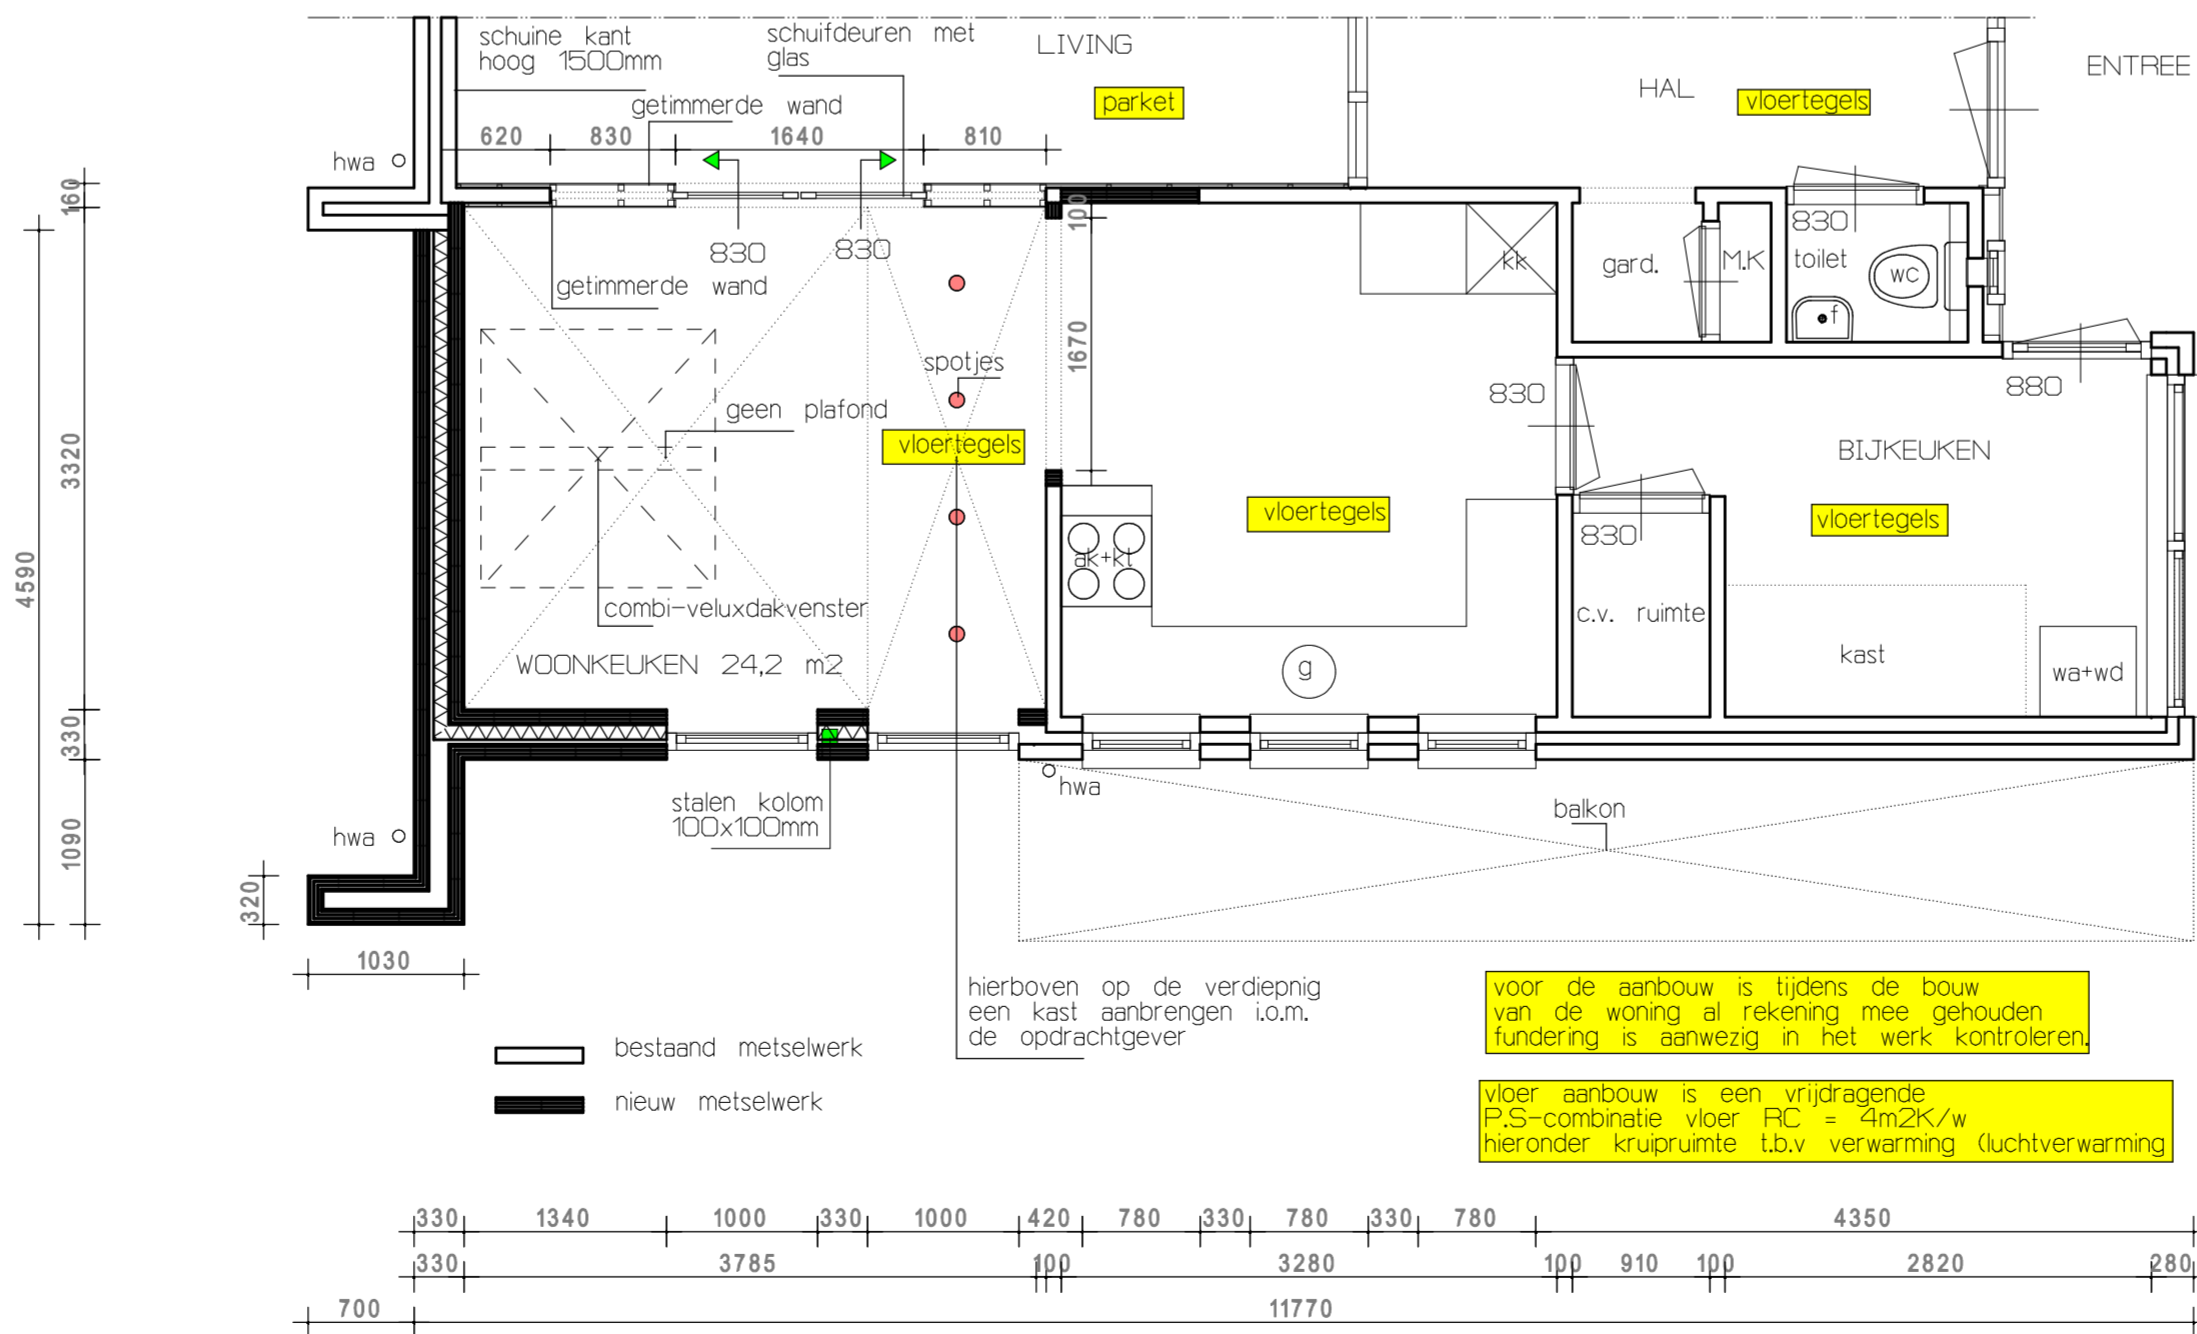 schuine kant
hoog 1500mm
schuifdeuren met
glas
LIVING
ENTREE
HAL
parket
vloertegels
getimmerde wand
620
830
1640
810
hwa
160
100
830
830
830
toilet
wc
f
M.K
gard.
kk
getimmerde wand
1670
spotjes
geen plafond
830
880
3320
vloertegels
BIJKEUKEN
vloertegels
vloertegels
830
4590
ak+kt
combi-veluxdakvenster
c.v. ruimte
kast
wa+wd
WOONKEUKEN 24,2 m2
g
330
hwa
stalen kolom
100x100mm
balkon
hwa
1090
320
1030
hierboven op de verdiepnig
een kast aanbrengen i.o.m.
de opdrachtgever
voor de aanbouw is tijdens de bouw
van de woning al rekening mee gehouden
fundering is aanwezig in het werk kontroleren.
bestaand metselwerk
nieuw metselwerk
vloer aanbouw is een vrijdragende
P.S-combinatie vloer RC = 4m2K/w
hieronder kruipruimte t.b.v verwarming (luchtverwarming
330 1340 1000 330 1000 420 780 330 780 330 780 4350
330 3785 100 3280 100 910 100 2820 280
700 11770